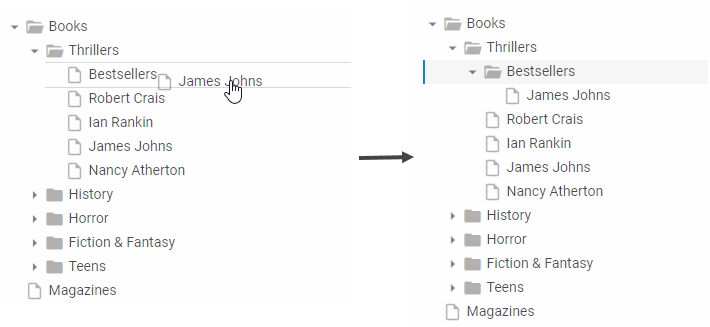 Books
Thrillers
Bestsellers
James Johns
Robert Crais
Ian Rankin
James Johns
Nancy Atherton
History
Horror
Fiction & Fantasy
Teens
Magazines
Books
Thrillers
Bestsellers
James Johns
Robert Crais
Ian Rankin
James Johns
Nancy Atherton
History
Horror
Fiction & Fantasy
Teens
Magazines